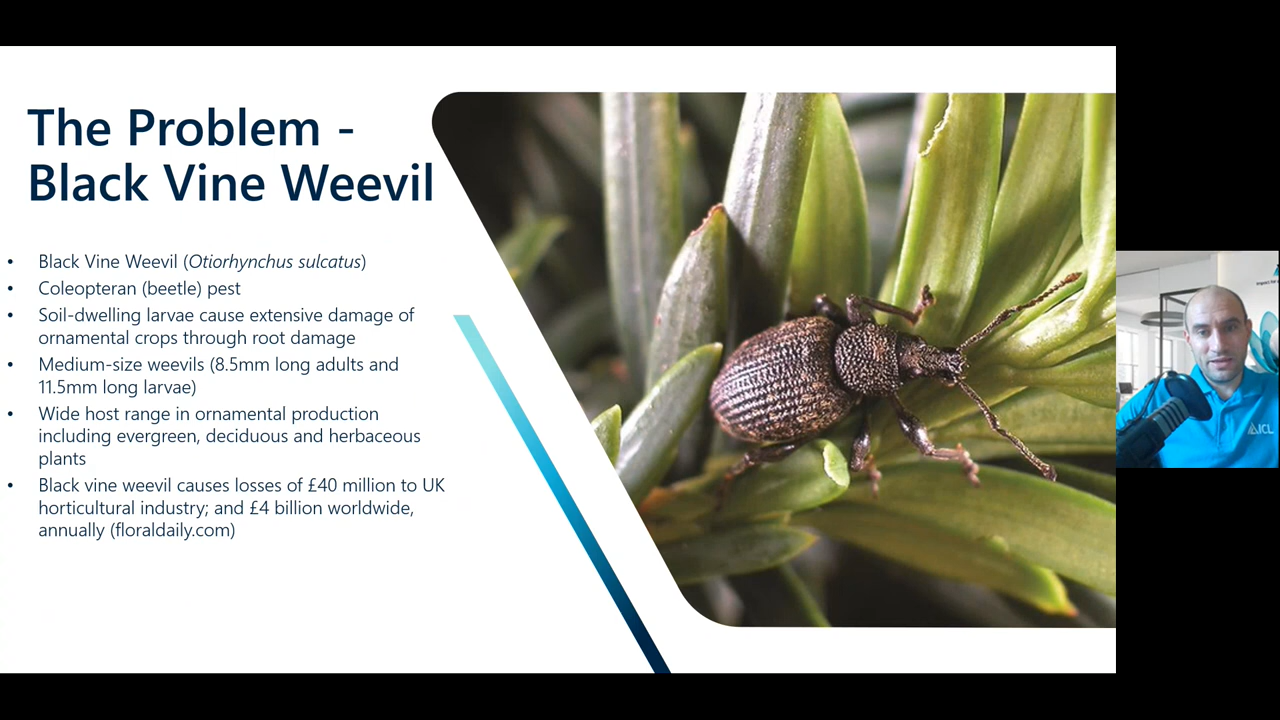 The Problem -
Black Vine Weevil
• Black Vine Weevil (Otiorhynchus sulcatus)
• Coleopteran (beetle) pest
• Soil-dwelling larvae cause extensive damage of
ornamental crops through root damage
• Medium-size weevils (8.5mm long adults and
11.5mm long larvae)
• Wide host range in ornamental production
including evergreen, deciduous and herbaceous
plants
• Black vine weevil causes losses of £40 million to UK
horticultural industry; and £4 billion worldwide,
annually (floraldaily.com)
ICL